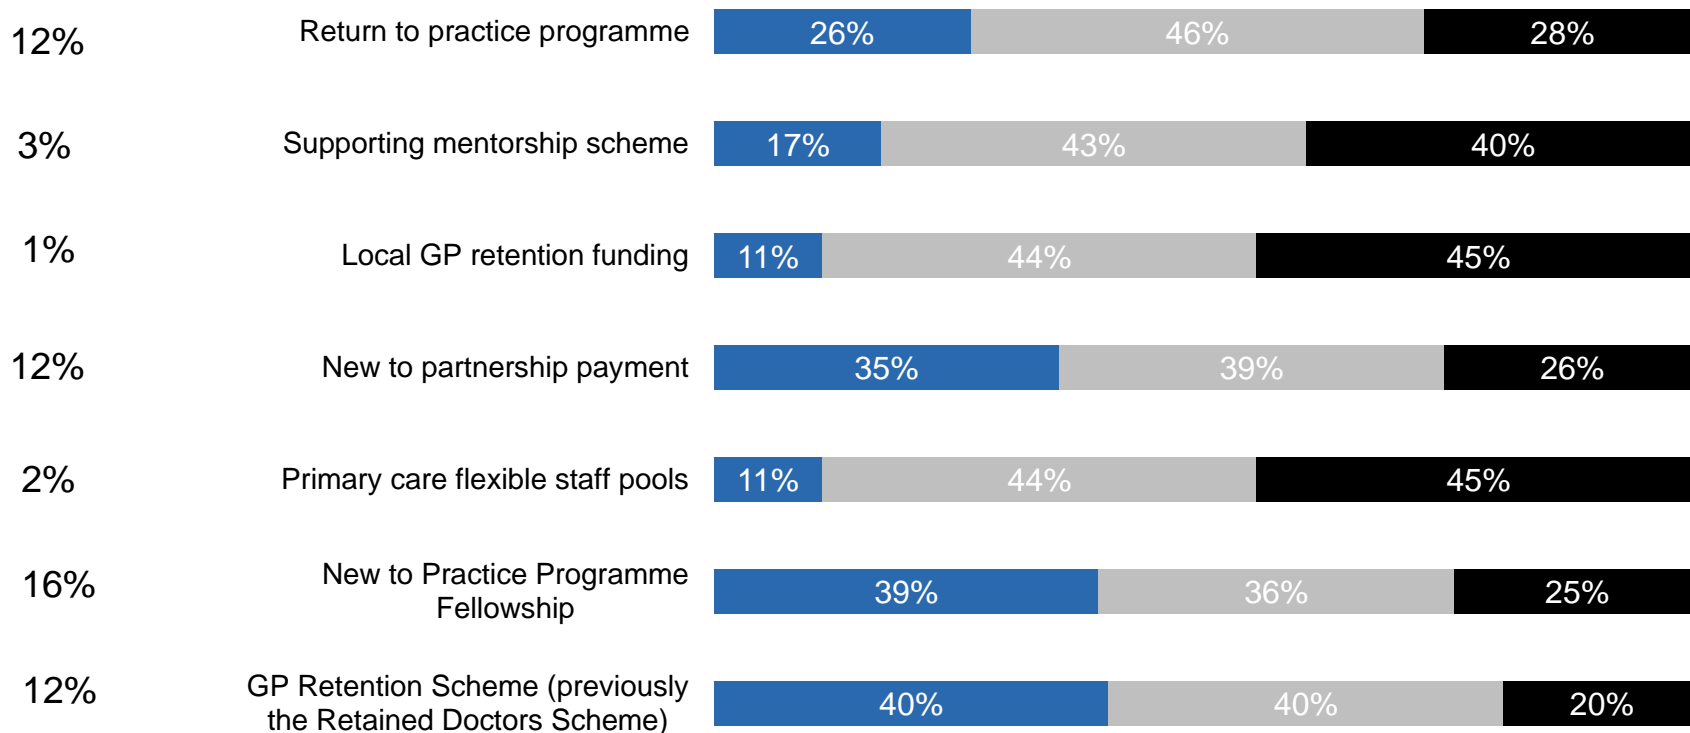 12% Return to practice programme 26% 46% 28%
3% Supporting mentorship scheme 17% 43% 40%
1% Local GP retention funding 11% 44% 45%
12% New to partnership payment 35% 39% 26%
2% Primary care flexible staff pools 11% 44% 45%
16% New to Practice Programme
Fellowship 39% 36% 25%
12% GP Retention Scheme (previously
the Retained Doctors Scheme) 40% 40% 20%